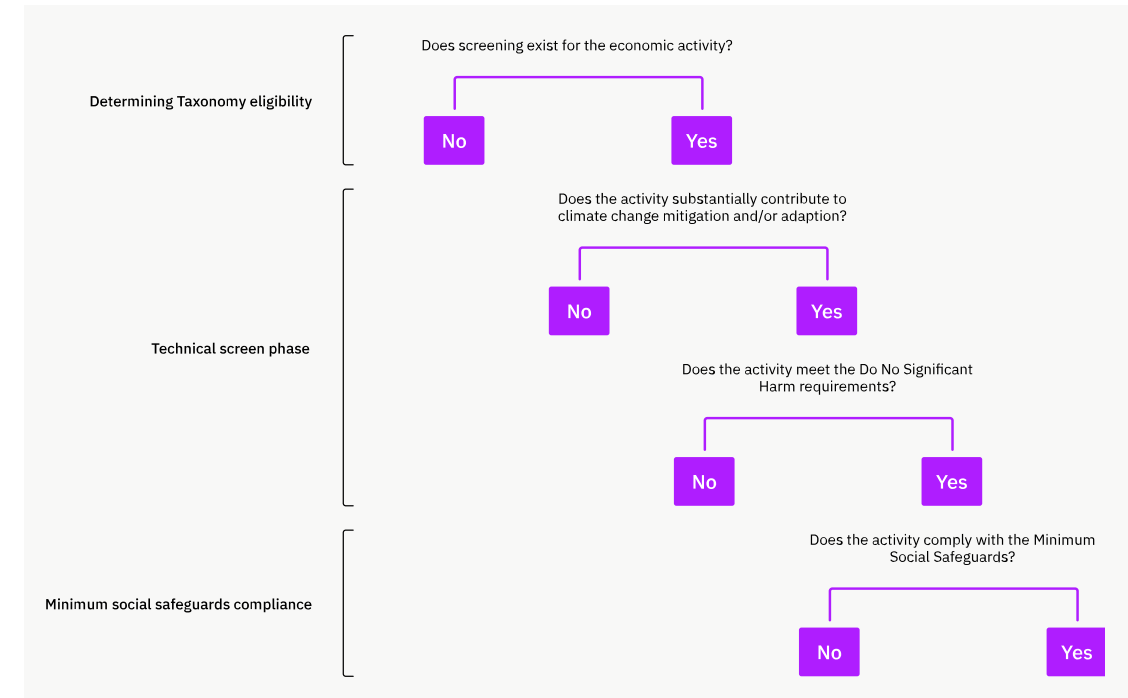 Does screening exist for the economic activity?
Determining Taxonomy eligibility
No
Yes
Does the activity substantially contribute to
climate change mitigation and/or adaption?
No
Yes
Technical screen phase
Does the activity meet the Do No Significant
Harm requirements?
No
Yes
Does the activity comply with the Minimum
Social Safeguards?
Minimum social safeguards compliance
No
Yes